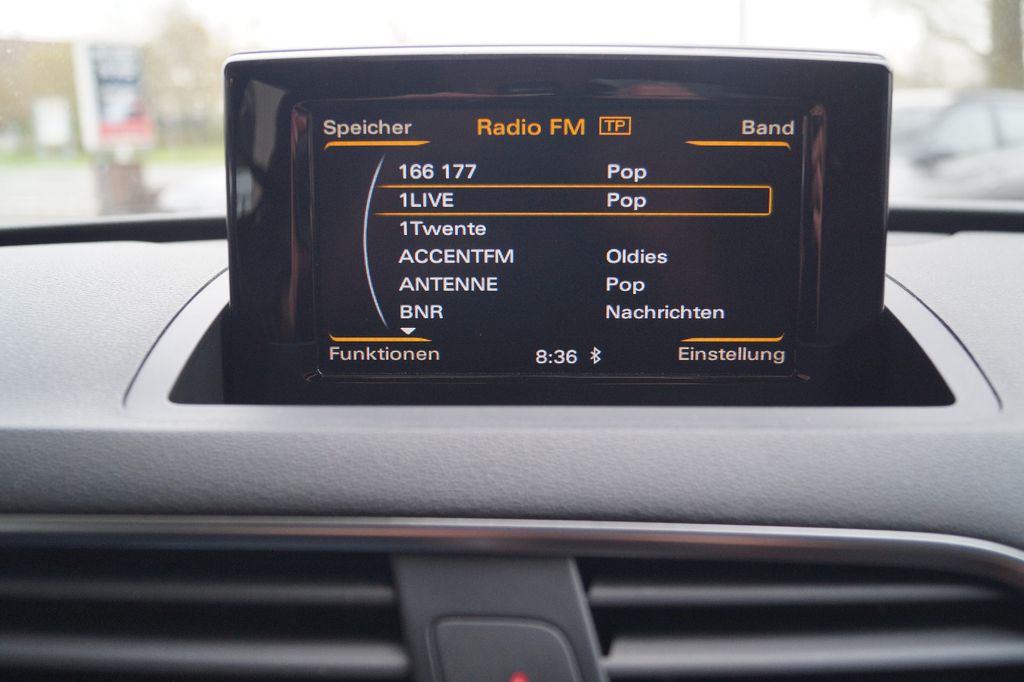 Speicher Radio FM TP Band
166 177 Pop
1LIVE Pop
1Twente
ACCENTFM Oldies
ANTENNE Pop
BNR Nachrichten
Funktionen 8:36 Einstellung